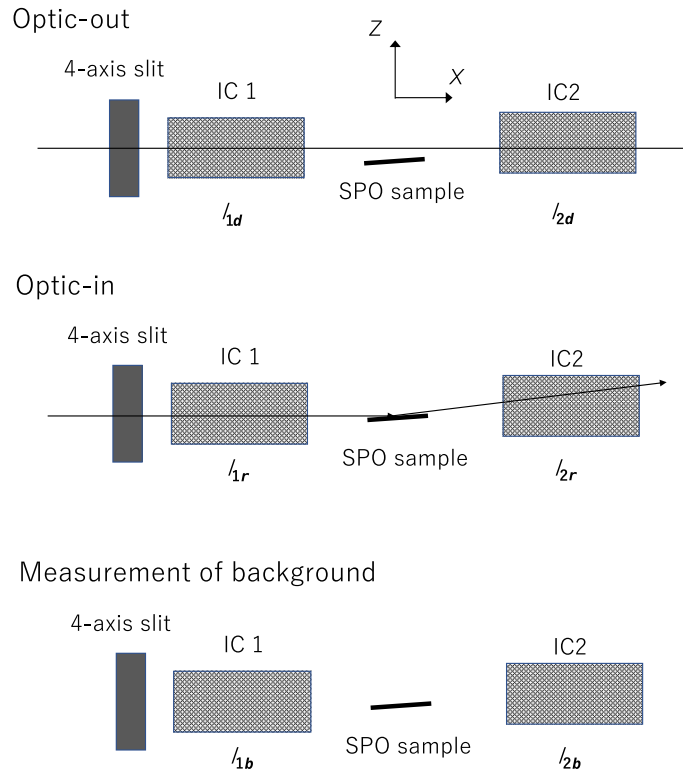 Optic-out
Z
X
4-axis slit
IC 1
IC2
SPO sample
I1d
I2d
Optic-in
4-axis slit
IC 1
IC2
SPO sample
I1r
I2r
Measurement of background
4-axis slit
IC 1
IC2
SPO sample
I1b
I2b